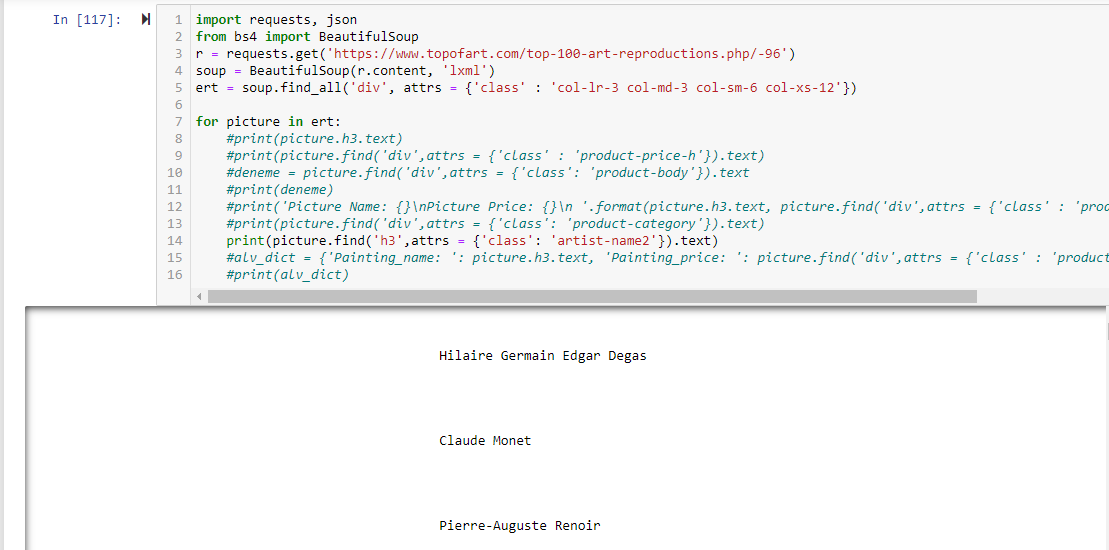 In [117]:
1 import requests, json
2 from bs4 import BeautifulSoup
3 r = requests.get('https://www.topofart.com/top-100-art-reproductions.php/-96')
4 soup = BeautifulSoup(r.content, 'lxml')
5 ert = soup.find_all('div', attrs = {'class' : 'col-lr-3 col-md-3 col-sm-6 col-xs-12'})
6
7 for picture in ert:
8     #print(picture.h3.text)
9     #print(picture.find('div',attrs = {'class' : 'product-price-h'}).text)
10     #deneme = picture.find('div',attrs = {'class': 'product-body'}).text
11     #print(deneme)
12     #print('Picture Name: {}\nPicture Price: {}\n '.format(picture.h3.text, picture.find('div',attrs = {'class' : 'proc
13     #print(picture.find('div',attrs = {'class': 'product-category'}).text)
14     print(picture.find('h3',attrs = {'class': 'artist-name2'}).text)
15     #alv_dict = {'Painting_name: ': picture.h3.text, 'Painting_price: ': picture.find('div',attrs = {'class' : 'product
16     #print(alv_dict)
Hilaire Germain Edgar Degas
Claude Monet
Pierre-Auguste Renoir